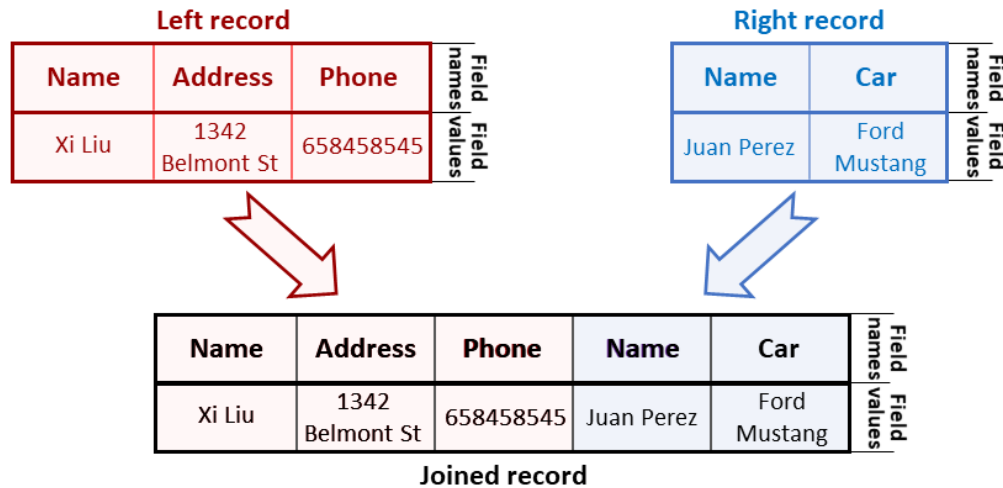 Left record
Name Address Phone
Field names
Xi Liu 1342 Belmont St 658458545
Field values
Right record
Name Car
Field names
Juan Perez Ford Mustang
Field values
Name Address Phone Name Car
Field names
Xi Liu 1342 Belmont St 658458545 Juan Perez Ford Mustang
Field values
Joined record